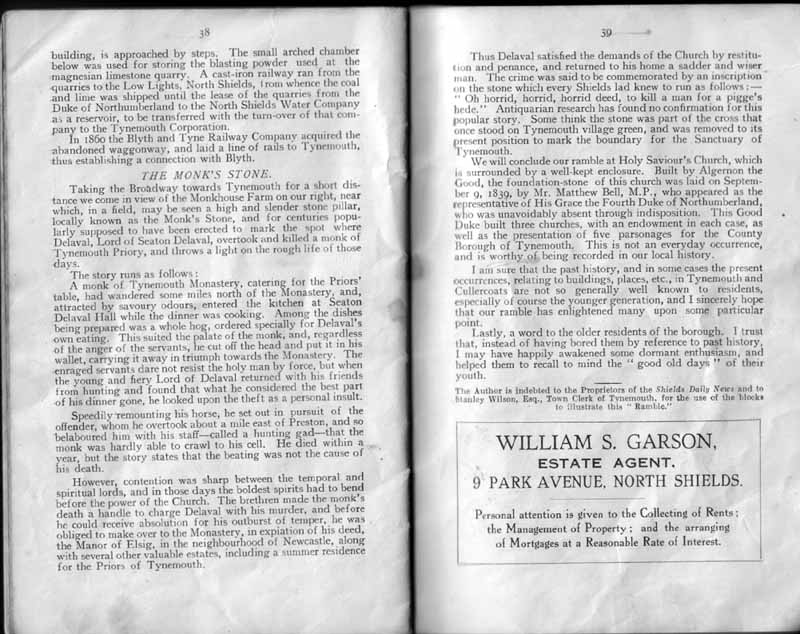 38
building, is approached by steps. The small arched chamber
below was used for storing the blasting powder used at the
magnesian limestone quarry. A cast-iron railway ran from the
quarries to the Low Lights, North Shields, from whence the coal
and lime was shipped until the lease of the quarries from the
Duke of Northumberland to the North Shields Water Company
as a reservoir, to be transferred with the turn-over of that com-
pany to the Tynemouth Corporation.
In 1860 the Blyth and Tyne Railway Company acquired the
abandoned waggonway, and laid a line of rails to Tynemouth,
thus establishing a connection with Blyth.
THE MONK'S STONE.
Taking the Broadway towards Tynemouth for a short dis-
tance we come in view of the Monkhouse Farm on our right, near
which, in a field, may be seen a high and slender stone pillar,
locally known as the Monk's Stone, and for centuries popu-
larly supposed to have been erected to mark the spot where
Delaval, Lord of Seaton Delaval, overtook and killed a monk of
Tynemouth Priory, and throws a light on the rough life of those
days.
The story runs as follows:
A monk of Tynemouth Monastery, catering for the Priors'
table, had wandered some miles north of the Monastery, and,
attracted by savoury odours, entered the kitchen at Seaton
Delaval Hall while the dinner was cooking. Among the dishes
being prepared was a whole hog, ordered specially for Delaval's
own eating. This suited the palate of the monk, and, regardless
of the anger of the servants, he cut off the head and put it in his
wallet, carrying it away in triumph towards the Monastery. The
enraged servants dare not resist the holy man by force, but when
the young and fiery Lord of Delaval returned with his friends
from hunting and found that what he considered the best part
of his dinner gone, he looked upon the theft as a personal insult.
Speedily remounting his horse, he set out in pursuit of the
offender, whom he overtook about a mile east of Preston, and so
belaboured him with his staff—called a hunting gad—that the
monk was hardly able to crawl to his cell. He died within a
year, but the story states that the beating was not the cause of
his death.
However, contention was sharp between the temporal and
spiritual lords, and in those days the boldest spirits had to bend
before the power of the Church. The brethren made the monk's
death a handle to charge Delaval with his murder, and before
he could receive absolution for his outburst of temper, he was
obliged to make over to the Monastery, in expiation of his deed,
the Manor of Elsig, in the neighbourhood of Newcastle, along
with several other valuable estates, including a summer residence
for the Priors of Tynemouth.
39
Thus Delaval satisfied the demands of the Church by restitu-
tion and penance, and returned to his home a sadder and wiser
man. The crime was said to be commemorated by an inscription
on the stone which every Shields lad knew to run as follows:—
" Oh horrid, horrid, horrid deed, to kill a man for a pigge's
hede." Antiquarian research has found no confirmation for this
popular story. Some think the stone was part of the cross that
once stood on Tynemouth village green, and was removed to its
present position to mark the boundary for the Sanctuary of
Tynemouth.
We will conclude our ramble at Holy Saviour's Church, which
is surrounded by a well-kept enclosure. Built by Algernon the
Good, the foundation-stone of this church was laid on Septem-
ber 9, 1839, by Mr. Matthew Bell, M.P., who appeared as the
representative of His Grace the Fourth Duke of Northumberland,
who was unavoidably absent through indisposition. This Good
Duke built three churches, with an endowment in each case, as
well as the presentation of five parsonages for the County
Borough of Tynemouth. This is not an everyday occurrence,
and is worthy of being recorded in our local history.
I am sure that the past history, and in some cases the present
occurrences, relating to buildings, places, etc., in Tynemouth and
Cullercoats are not so generally well known to residents,
especially of course the younger generation, and I sincerely hope
that our ramble has enlightened many upon some particular
point.
Lastly, a word to the older residents of the borough. I trust
that, instead of having bored them by reference to past history,
I may have happily awakened some dormant enthusiasm, and
helped them to recall to mind the " good old days " of their
youth.
The Author is indebted to the Proprietors of the Shields Daily News and to
Stanley Wilson, Esq., Town Clerk of Tynemouth, for the use of the blocks
to illustrate this " Ramble."
WILLIAM S. GARSON,
ESTATE AGENT,
9 PARK AVENUE, NORTH SHIELDS.
Personal attention is given to the Collecting of Rents;
the Management of Property; and the arranging
of Mortgages at a Reasonable Rate of Interest.